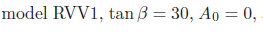 model RVV1, tan β = 30, A₀ = 0,